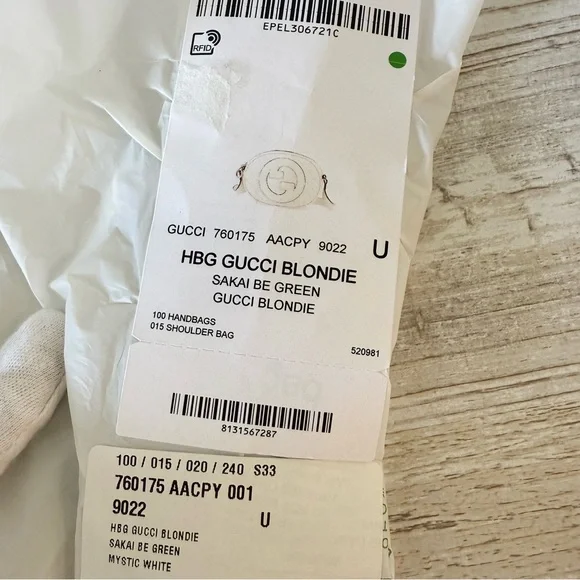 EPEL306721C
RFID
GUCCI 760175 AACPY 9022 U
HBG GUCCI BLONDIE
SAKAI BE GREEN
GUCCI BLONDIE
100 HANDBAGS
015 SHOULDER BAG
520981
8131567287
100 / 015 / 020 / 240 S33
760175 AACPY 001
9022 U
HBG GUCCI BLONDIE
SAKAI BE GREEN
MYSTIC WHITE